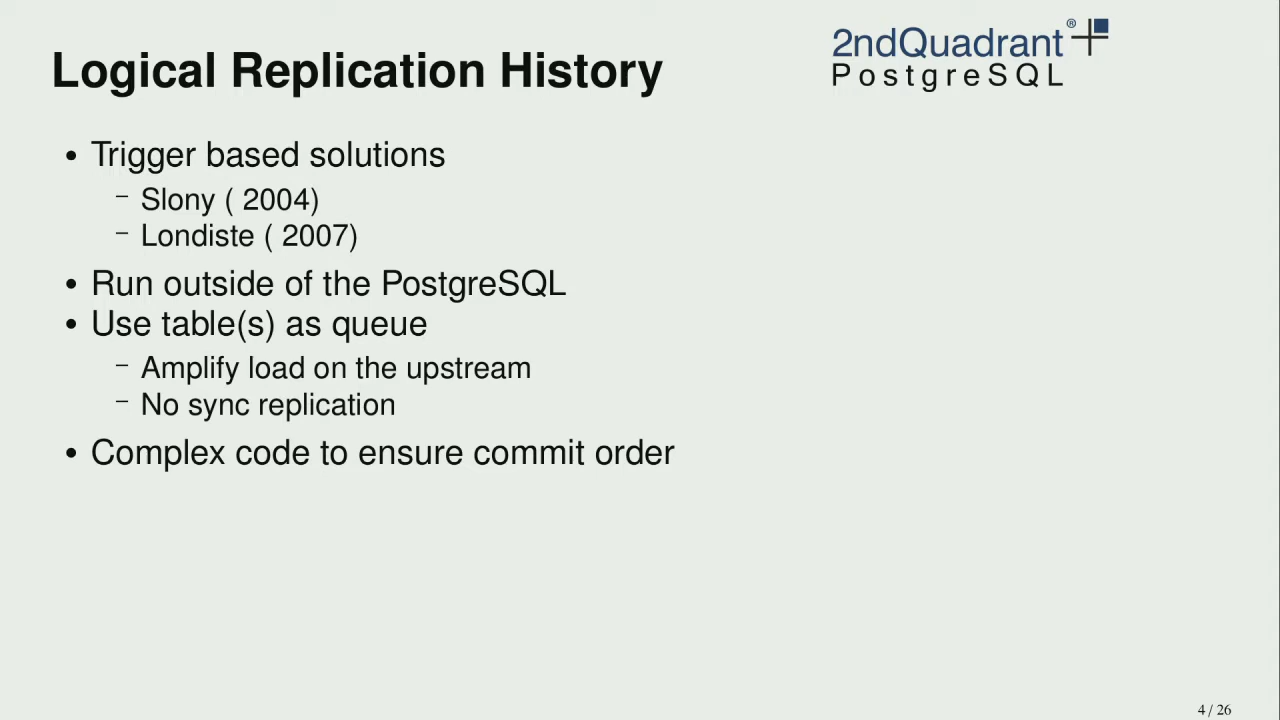 Logical Replication History
2ndQuadrant®
PostgreSQL
• Trigger based solutions
– Slony ( 2004)
– Londiste ( 2007)
• Run outside of the PostgreSQL
• Use table(s) as queue
– Amplify load on the upstream
– No sync replication
• Complex code to ensure commit order
4 / 26